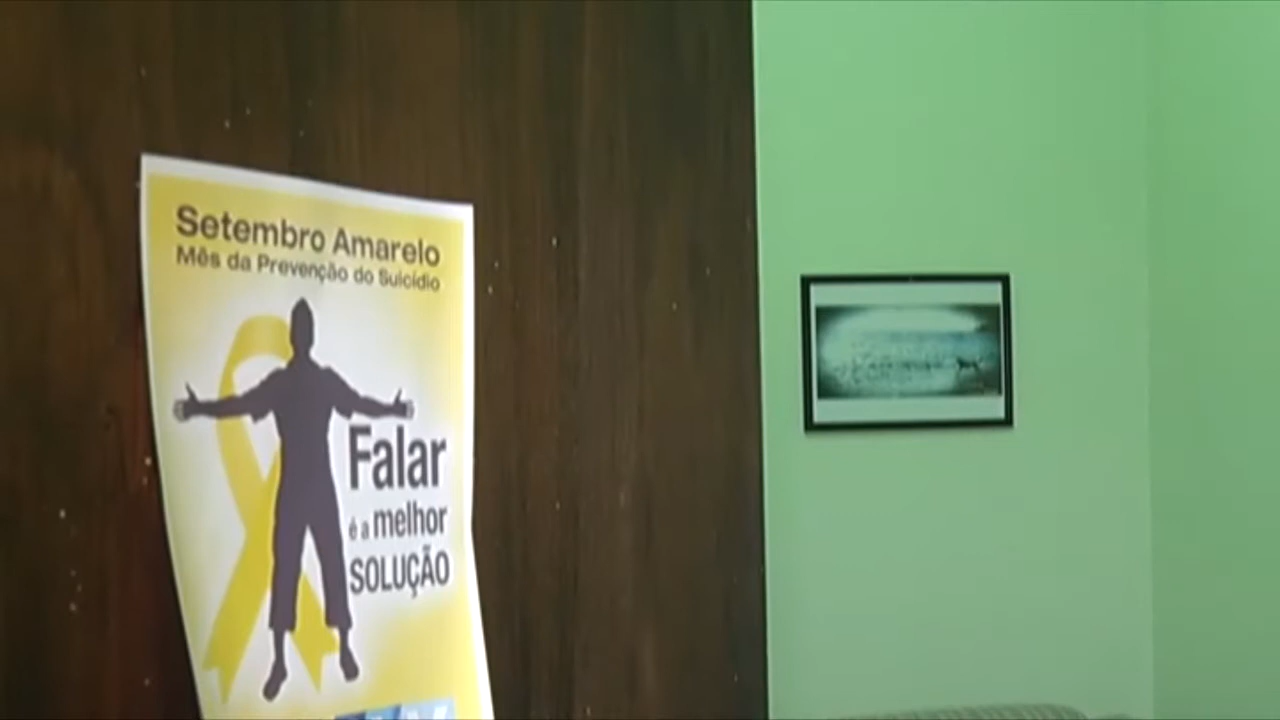 Setembro Amarelo
Mês da Prevenção do Suicídio
Falar
é a melhor
SOLUÇÃO